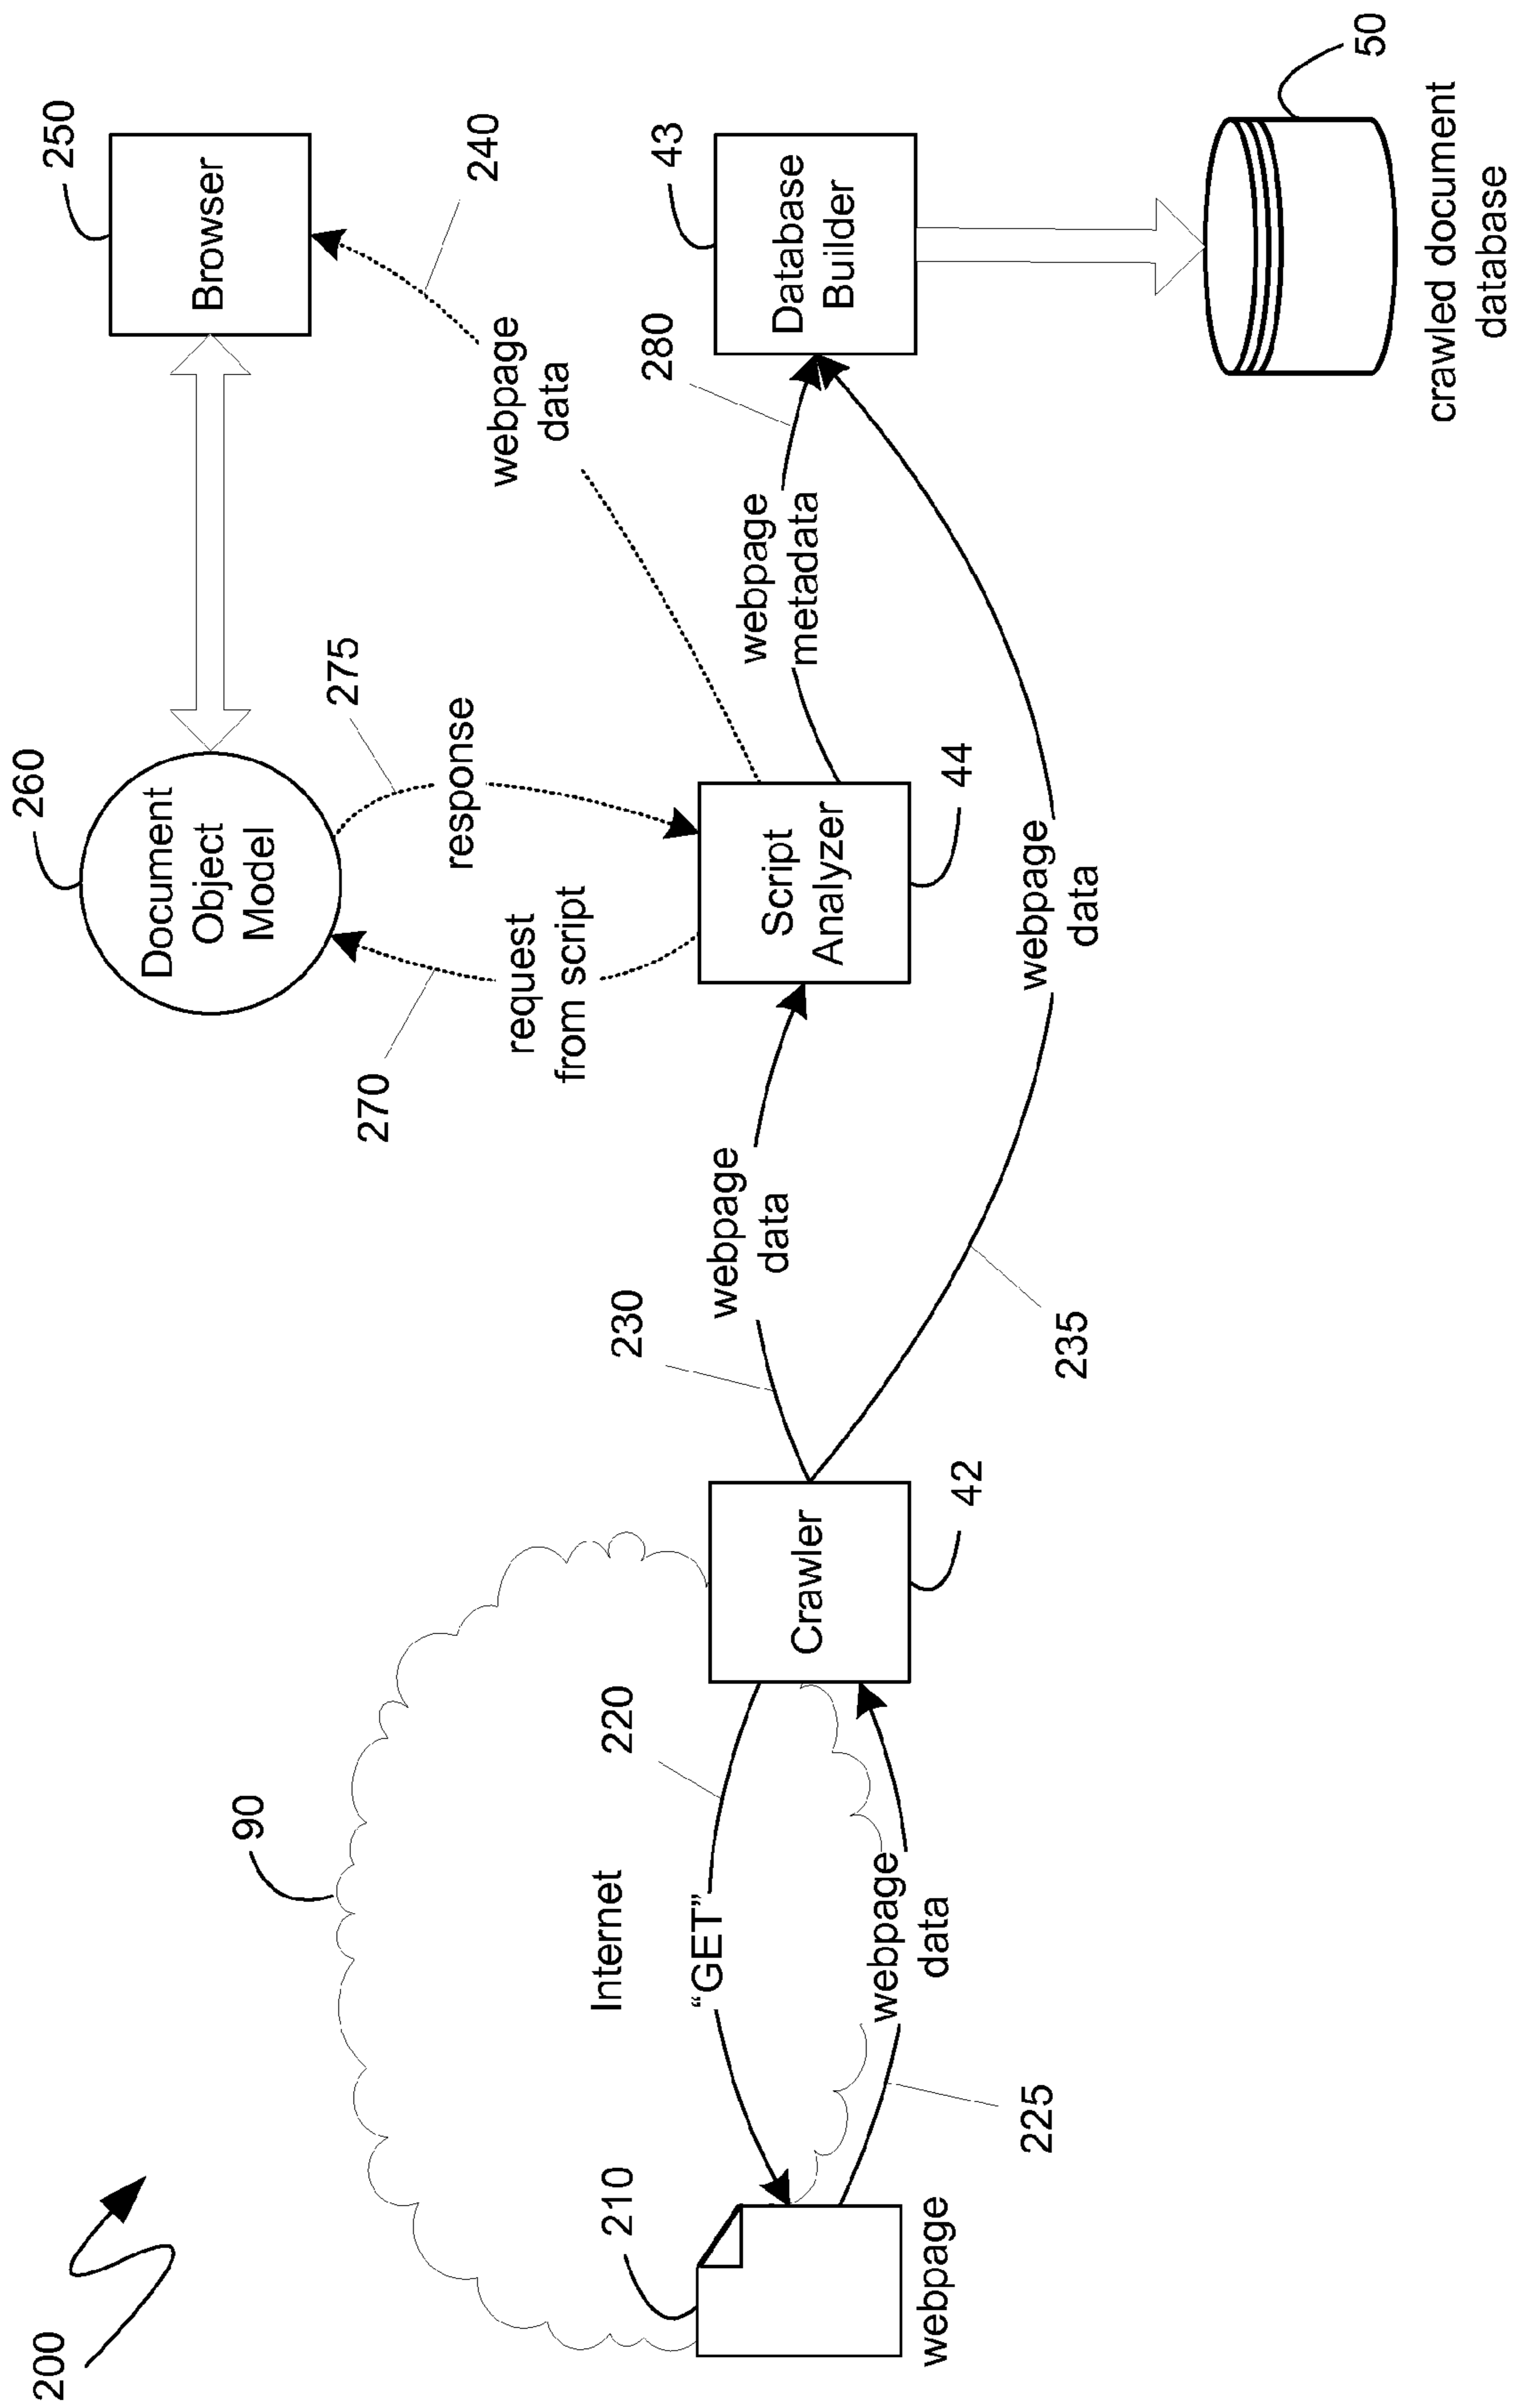 200
90
Internet
210
webpage
220
“GET”
225
webpage
data
Crawler
42
230
webpage
data
235
webpage
data
260
Document
Object
Model
270
request
from script
275
response
Script
Analyzer
44
250
Browser
240
webpage
data
280
webpage
metadata
43
Database
Builder
50
crawled document
database